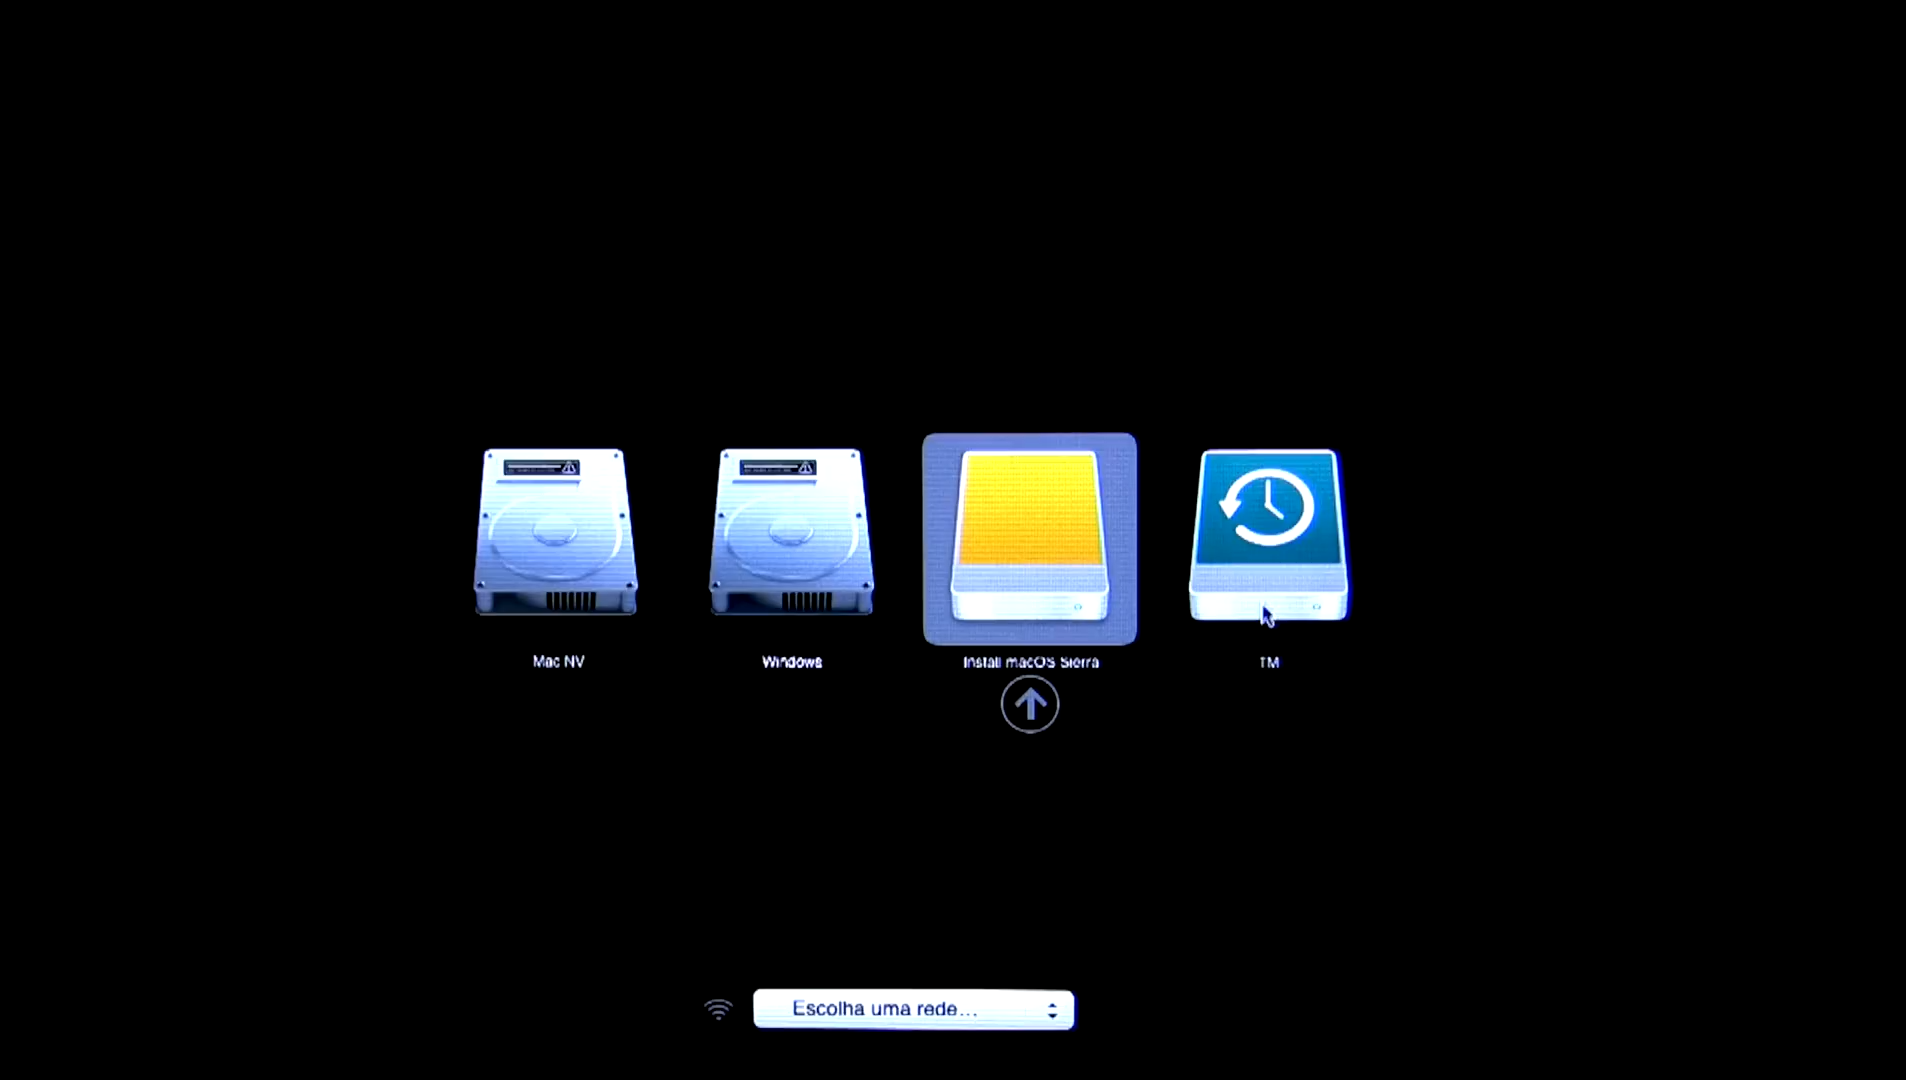 Mac NV
Windows
Install macOS Sierra
TM
Escolha uma rede...